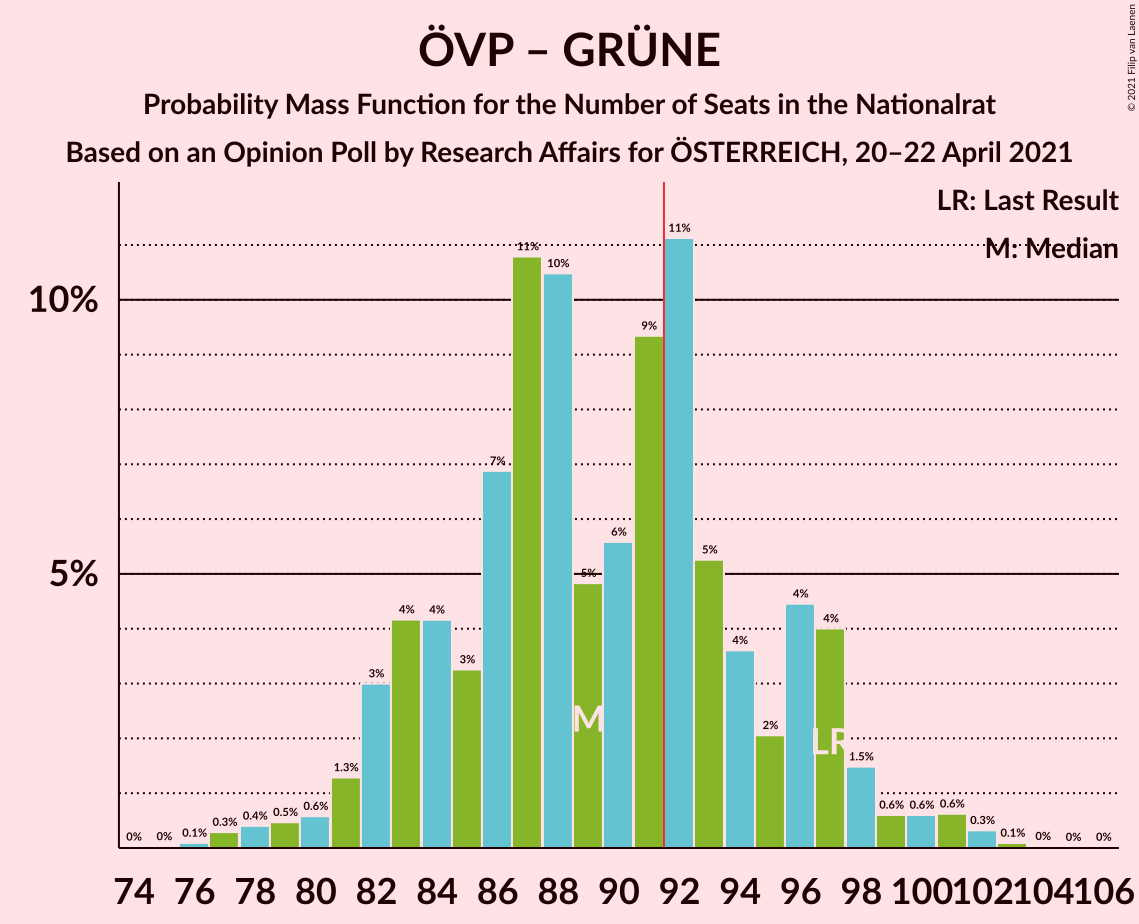 ÖVP – GRÜNE
Probability Mass Function for the Number of Seats in the Nationalrat
Based on an Opinion Poll by Research Affairs for ÖSTERREICH, 20–22 April 2021
© 2021 Filip van Laenen
LR: Last Result
M: Median
10%
5%
0% 0% 0.1% 0.3% 0.4% 0.5% 0.6% 1.3% 3% 4% 4% 3% 7% 11% 10% 5% 6% 9% 11% 5% 4% 2% 4% 4% 1.5% 0.6% 0.6% 0.6% 0.3% 0.1% 0% 0% 0%
M
LR
74 76 78 80 82 84 86 88 90 92 94 96 98 100 102 104 106